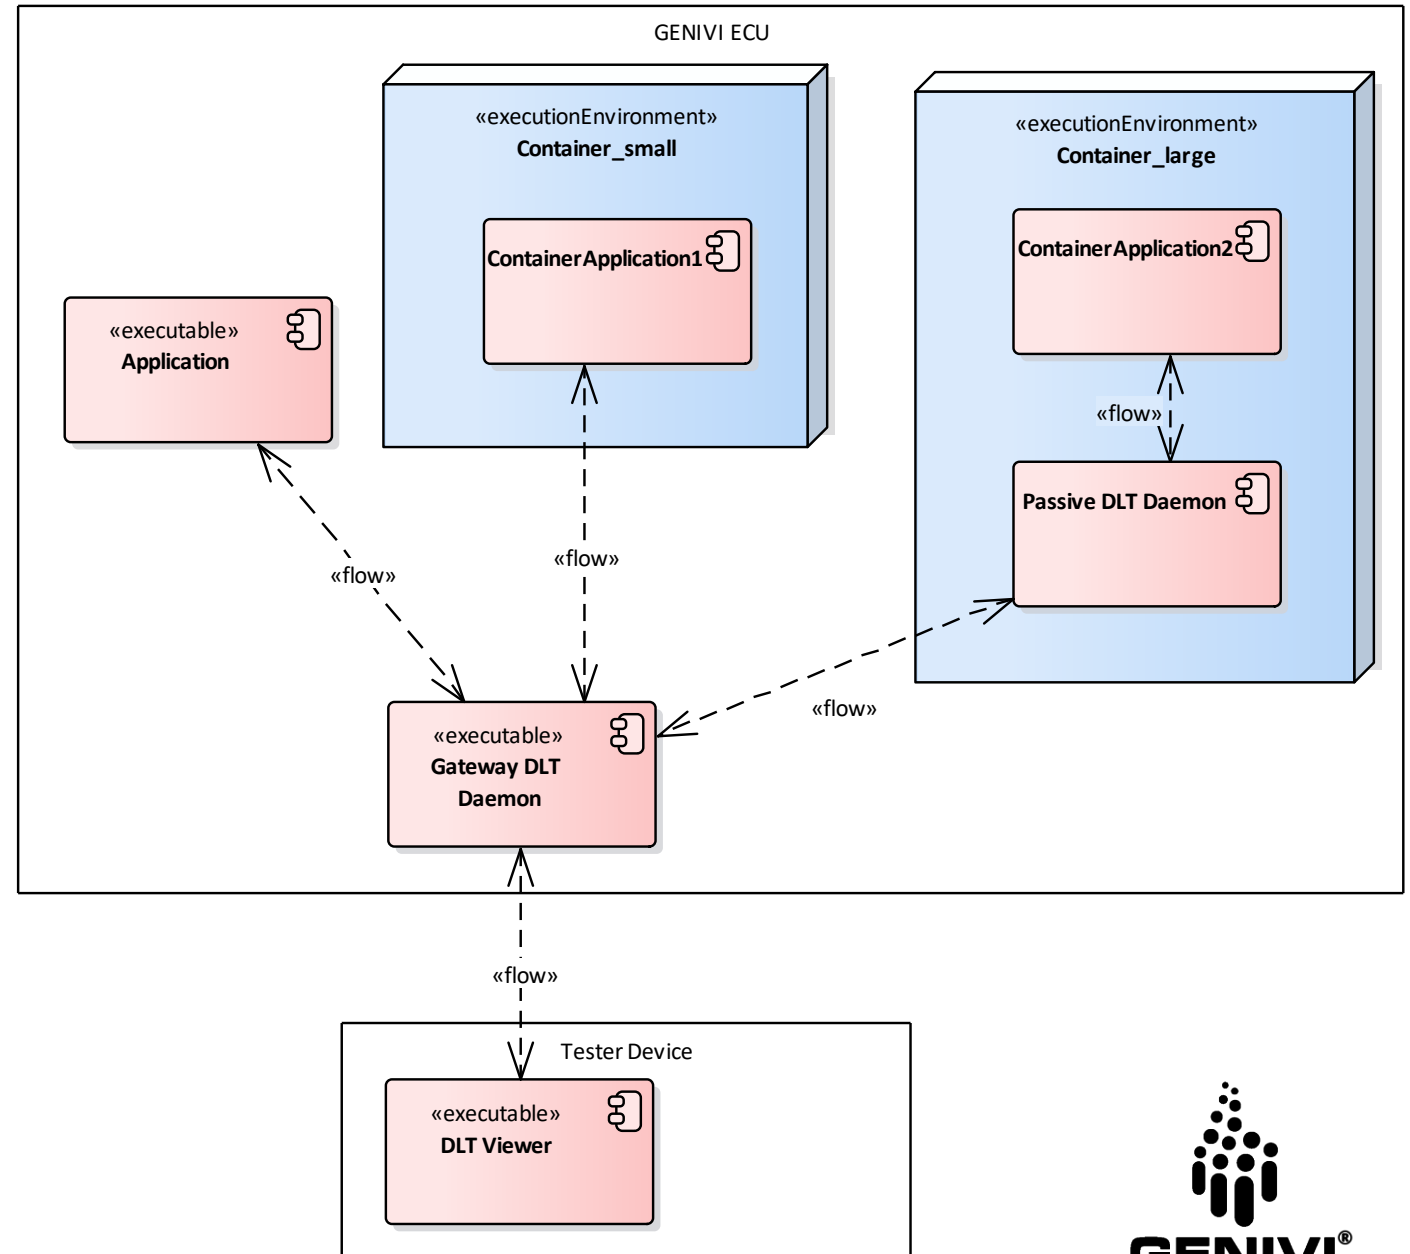 GENIVI ECU
«executionEnvironment»
Container_small
«executionEnvironment»
Container_large
ContainerApplication1
ContainerApplication2
«executable»
Application
«flow»
Passive DLT Daemon
«flow»
«flow»
«flow»
«executable»
Gateway DLT
Daemon
«flow»
Tester Device
«executable»
DLT Viewer
GENIVI®